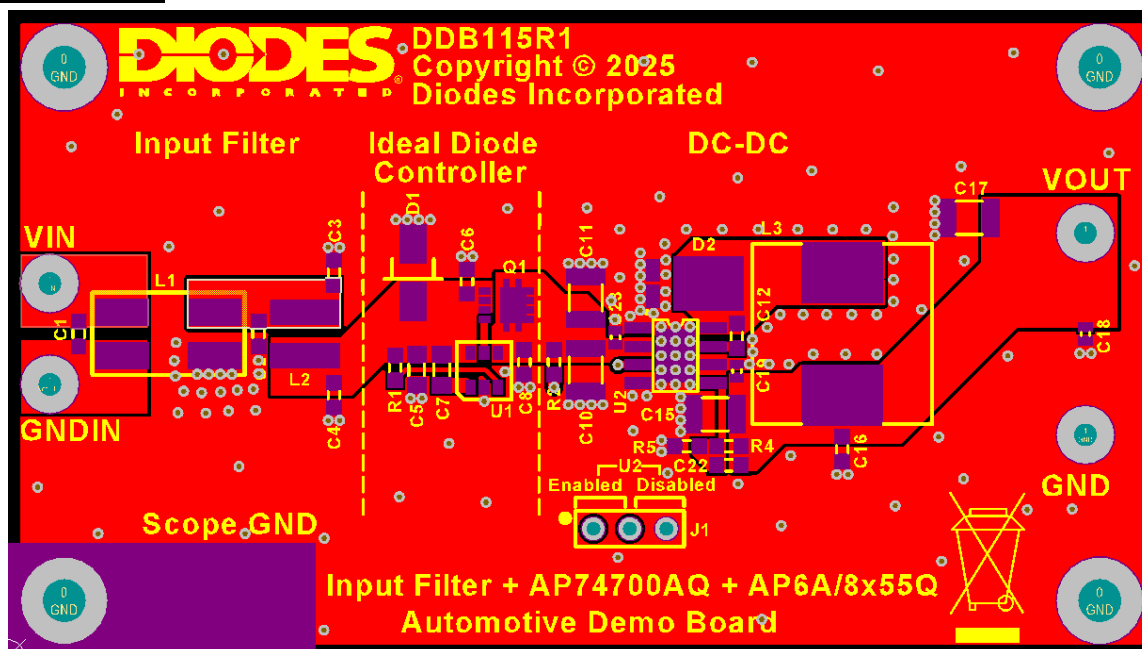 DIODES
INCORPORATED®
DDB115R1
Copyright © 2025
Diodes Incorporated
0
GND
0
GND
Input Filter
Ideal Diode
Controller
DC-DC
VIN
VOUT
L1
C3
D1
C6
Q1
C11
D2
L3
C17
C1
L2
C4
R1
C5
C7
U1
C8
C10
U2
C12
C15
R5
C22
R4
C16
C18
GNDIN
GND
U2
Enabled Disabled
J1
Scope GND
0
GND
0
GND
Input Filter + AP74700AQ + AP6A/8x55Q
Automotive Demo Board